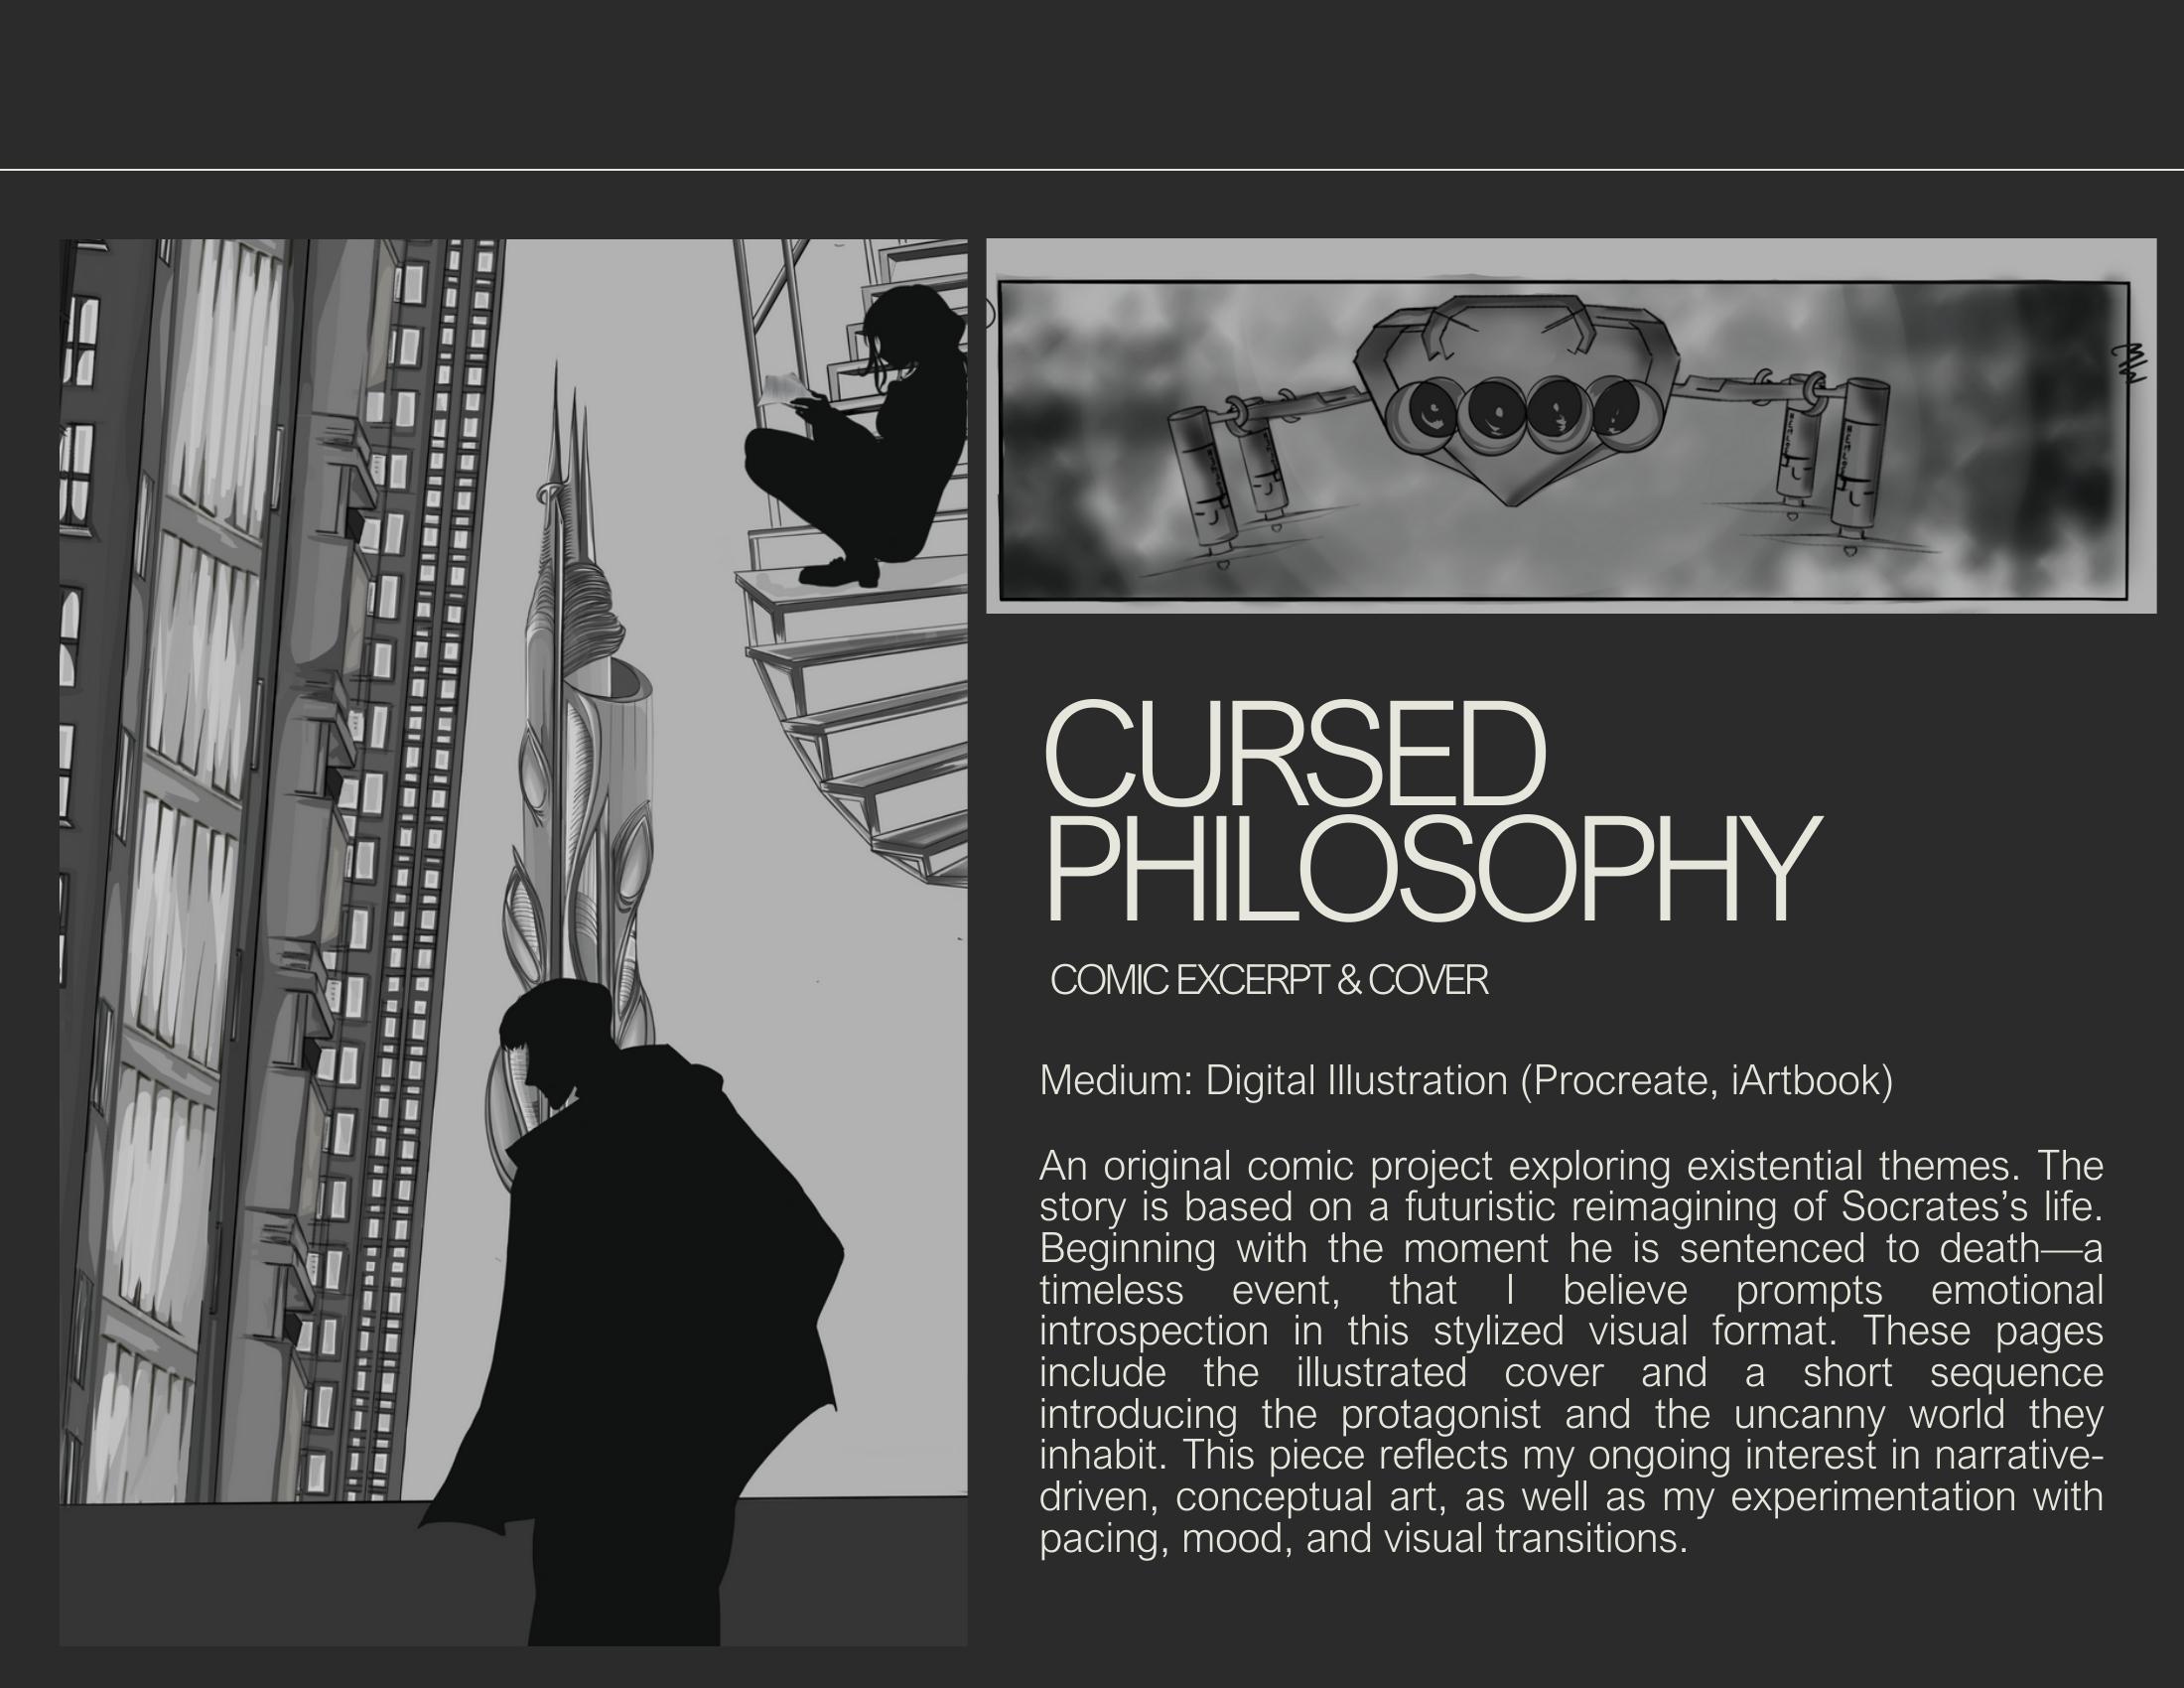 CURSED
PHILOSOPHY
COMIC EXCERPT & COVER
Medium: Digital Illustration (Procreate, iArtbook)
An original comic project exploring existential themes. The
story is based on a futuristic reimagining of Socrates’s life.
Beginning with the moment he is sentenced to death—a
timeless event, that I believe prompts emotional
introspection in this stylized visual format. These pages
include the illustrated cover and a short sequence
introducing the protagonist and the uncanny world they
inhabit. This piece reflects my ongoing interest in narrative-
driven, conceptual art, as well as my experimentation with
pacing, mood, and visual transitions.